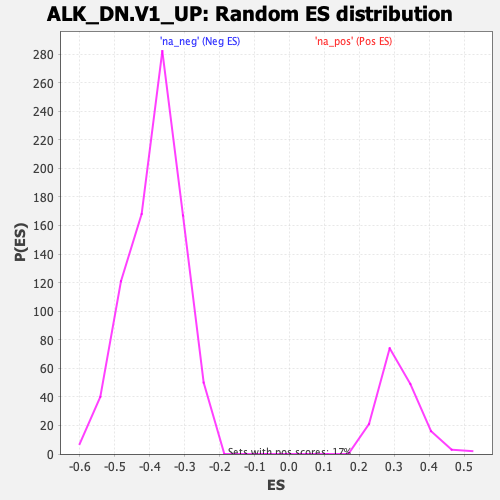 ALK_DN.V1_UP: Random ES distribution
'na_neg' (Neg ES) 'na_pos' (Pos ES)
280
260
240
220
200
180
160
140
120
100
80
60
40
20
0
P(ES)
Sets with pos scores: 17%
-0.6 -0.5 -0.4 -0.3 -0.2 -0.1 0.0 0.1 0.2 0.3 0.4 0.5
ES